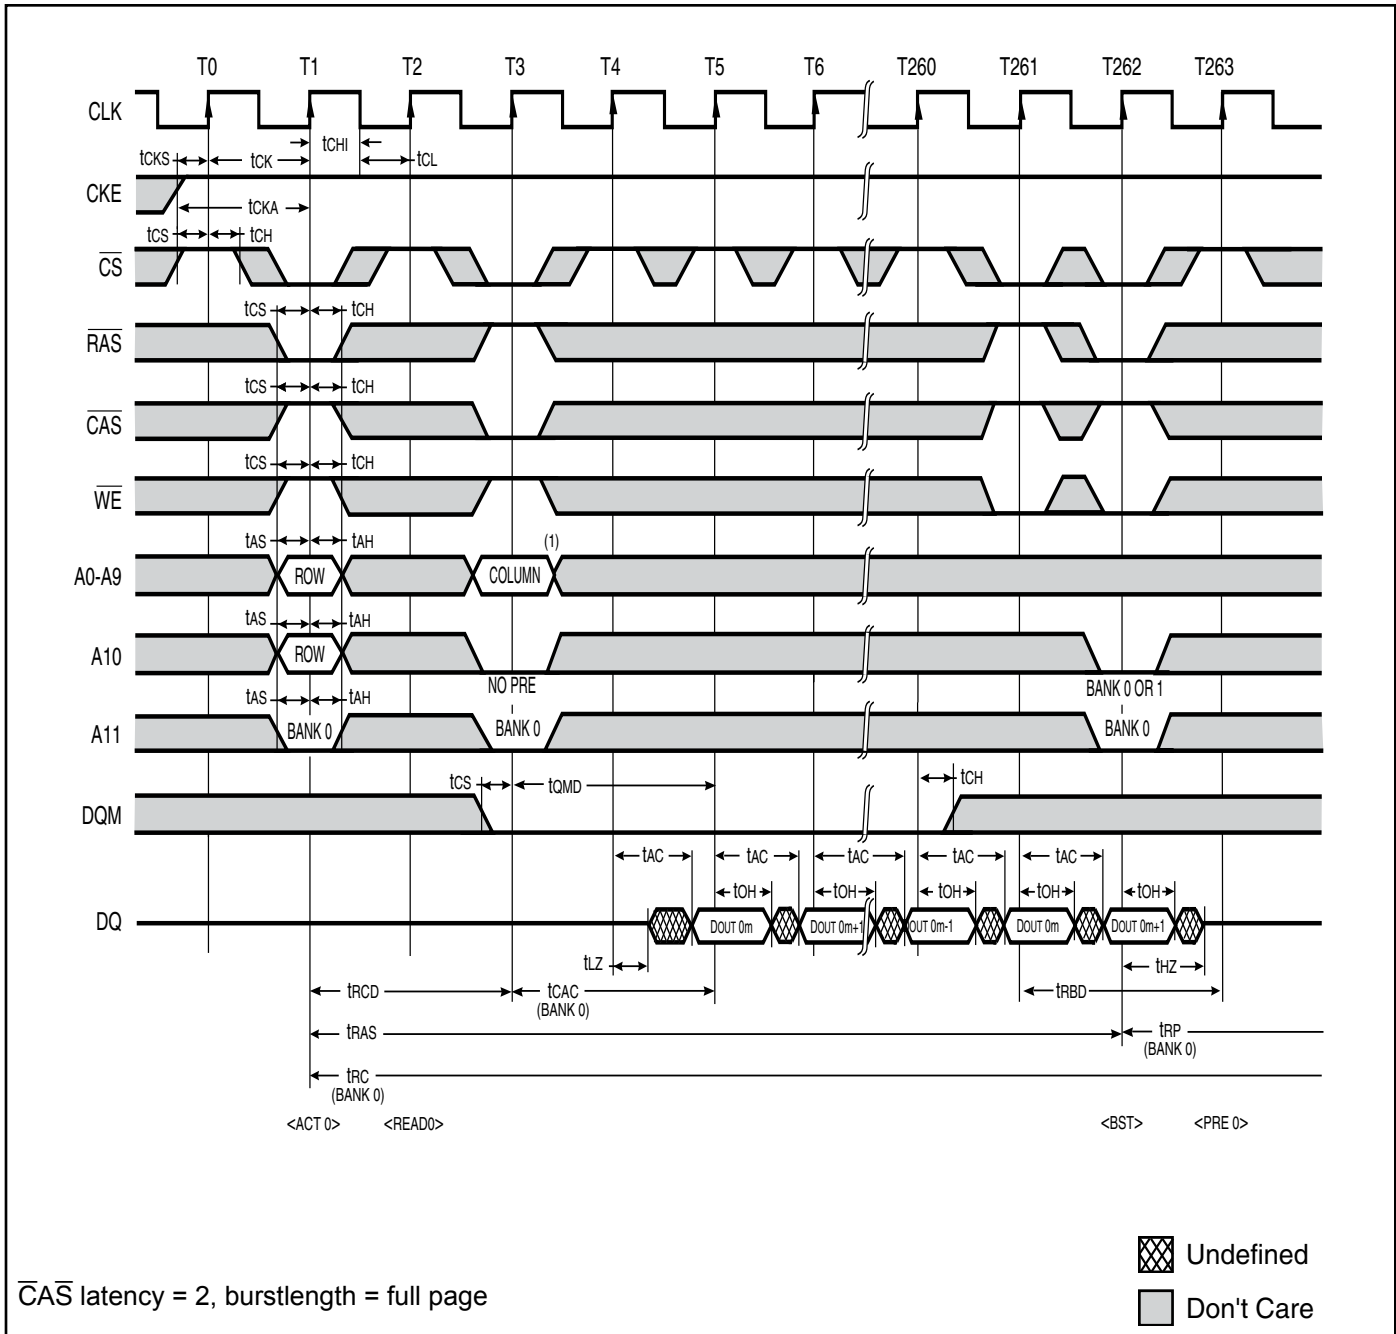 T0 T1 T2 T3 T4 T5 T6 T260 T261 T262 T263
CLK
tCHI
tCKS tCK tCL
CKE
tCKA
tCS tCH
CS
tCS tCH
RAS
tCS tCH
CAS
tCS tCH
WE
tAS tAH (1)
A0-A9 ROW COLUMN
tAS tAH
A10 ROW
NO PRE BANK 0 OR 1
tAS tAH
A11 BANK 0 BANK 0 BANK 0
tCS tQMD tCH
DQM
tAC tAC tAC tAC tAC
tOH tOH tOH tOH tOH
DQ DOUT 0m DOUT 0m+1 OUT 0m-1 DOUT 0m DOUT 0m+1
tLZ tHZ
tRCD tCAC tRBD
(BANK 0)
tRAS tRP
(BANK 0)
tRC
(BANK 0)
<ACT 0> <READ0> <BST> <PRE 0>
Undefined
CAS latency = 2, burstlength = full page
Don't Care